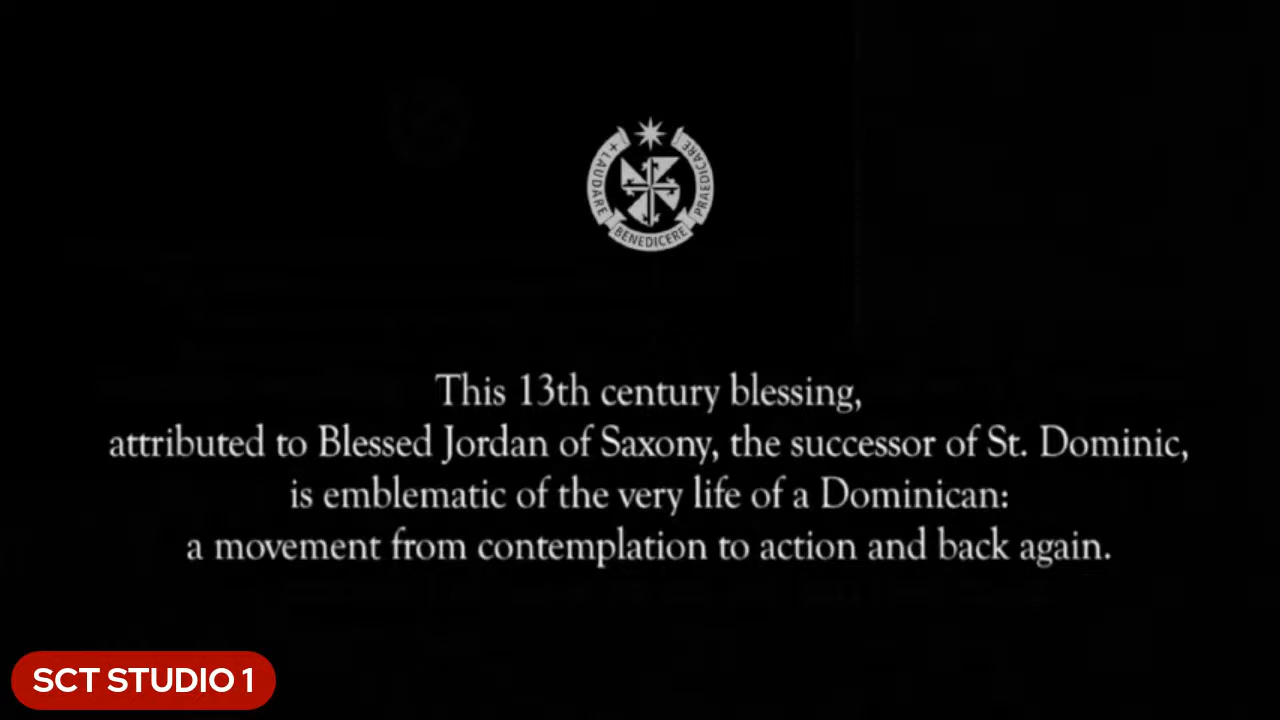 + LAUDARE
BENEDICERE
PRAEDICARE
This 13th century blessing,
attributed to Blessed Jordan of Saxony, the successor of St. Dominic,
is emblematic of the very life of a Dominican:
a movement from contemplation to action and back again.
SCT STUDIO 1